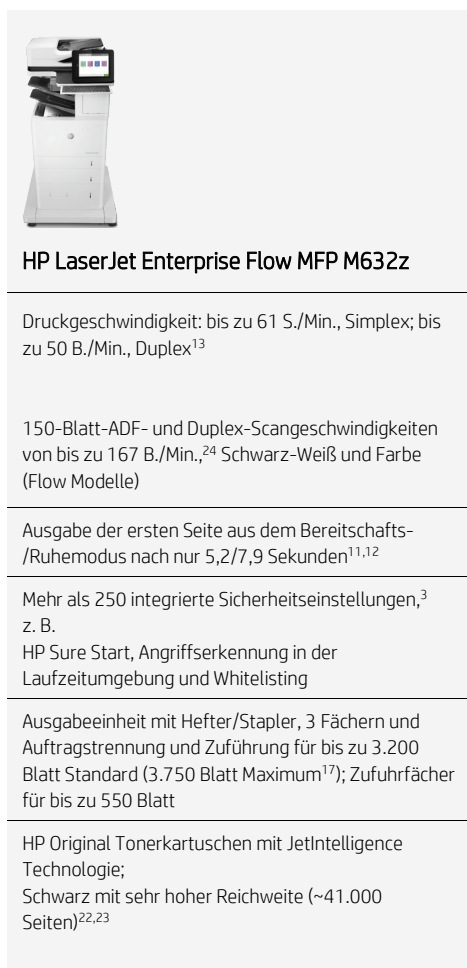 HP LaserJet Enterprise Flow MFP M632z
Druckgeschwindigkeit: bis zu 61 S./Min., Simplex; bis
zu 50 B./Min., Duplex¹³
150-Blatt-ADF- und Duplex-Scangeschwindigkeiten
von bis zu 167 B./Min.,²⁴ Schwarz-Weiß und Farbe
(Flow Modelle)
Ausgabe der ersten Seite aus dem Bereitschafts-
/Ruhemodus nach nur 5,2/7,9 Sekunden¹¹,¹²
Mehr als 250 integrierte Sicherheitseinstellungen,³
z. B.
HP Sure Start, Angriffserkennung in der
Laufzeitumgebung und Whitelisting
Ausgabeeinheit mit Hefter/Stapler, 3 Fächern und
Auftragstrennung und Zuführung für bis zu 3.200
Blatt Standard (3.750 Blatt Maximum¹⁷); Zufuhrfächer
für bis zu 550 Blatt
HP Original Tonerkartuschen mit JetIntelligence
Technologie;
Schwarz mit sehr hoher Reichweite (~41.000
Seiten)²²,²³